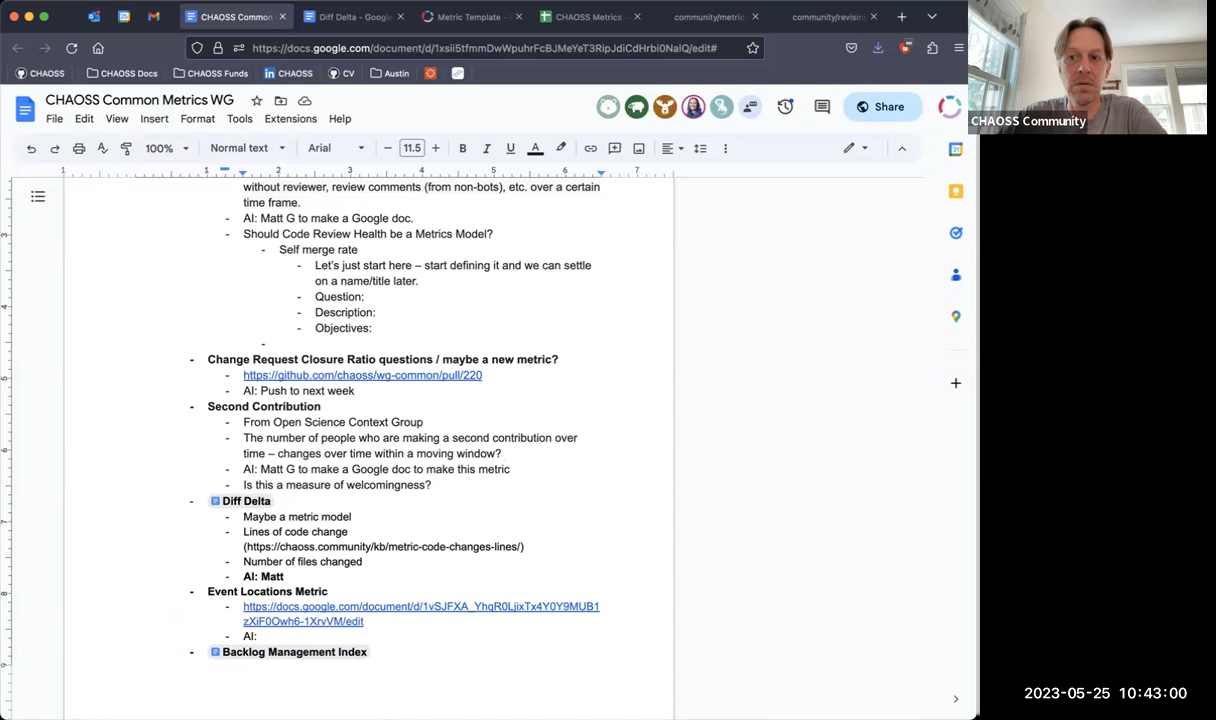 CHAOSS Common
Diff Delta - Google
Metric Template -
CHAOSS Metrics -
community/metric
community/revising
https://docs.google.com/document/d/1xsii5tfmmDwWpuhrFcBJMeYeT3RipJdiCdHrbi0NalQ/edit#
CHAOSS
CHAOSS Docs
CHAOSS Funds
CHAOSS
CV
Austin
CHAOSS Common Metrics WG
Share
CHAOSS Community
File Edit View Insert Format Tools Extensions Help
100% Normal text Arial 11.5
1 1 2 3 4 5 6 7
without reviewer, review comments (from non-bots), etc. over a certain
time frame.
- AI: Matt G to make a Google doc.
- Should Code Review Health be a Metrics Model?
- Self merge rate
- Let's just start here – start defining it and we can settle
on a name/title later.
- Question:
- Description:
- Objectives:
-
- Change Request Closure Ratio questions / maybe a new metric?
- https://github.com/chaoss/wg-common/pull/220
- AI: Push to next week
- Second Contribution
- From Open Science Context Group
- The number of people who are making a second contribution over
time – changes over time within a moving window?
- AI: Matt G to make a Google doc to make this metric
- Is this a measure of welcomingness?
- Diff Delta
- Maybe a metric model
- Lines of code change
(https://chaoss.community/kb/metric-code-changes-lines/)
- Number of files changed
- AI: Matt
- Event Locations Metric
- https://docs.google.com/document/d/1vSJFXA_YhqR0LjixTx4Y0Y9MUB1
zXiF0Owh6-1XrvVM/edit
- AI:
- Backlog Management Index
2023-05-25 10:43:00